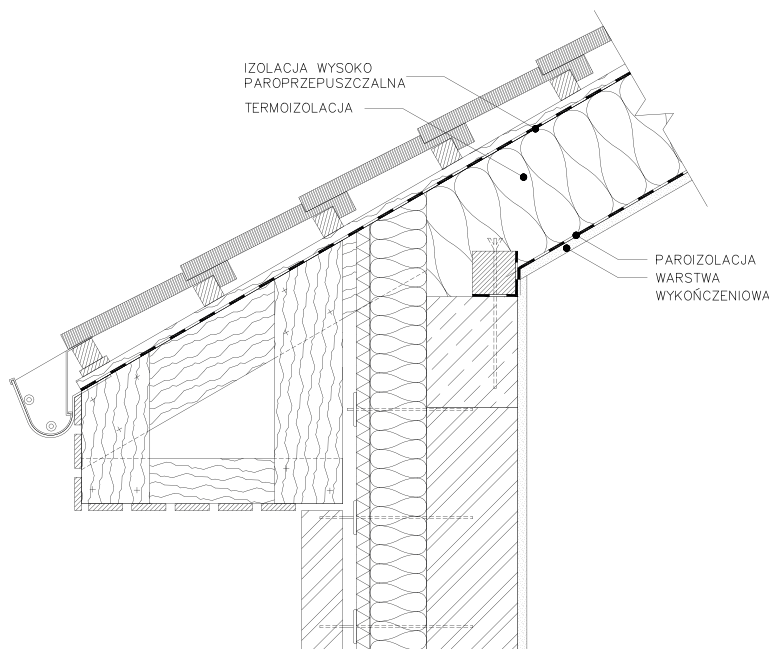 IZOLACJA WYSOKO
PAROPRZEPUSZCZALNA
TERMOIZOLACJA
PAROIZOLACJA
WARSTWA
WYKOŃCZENIOWA